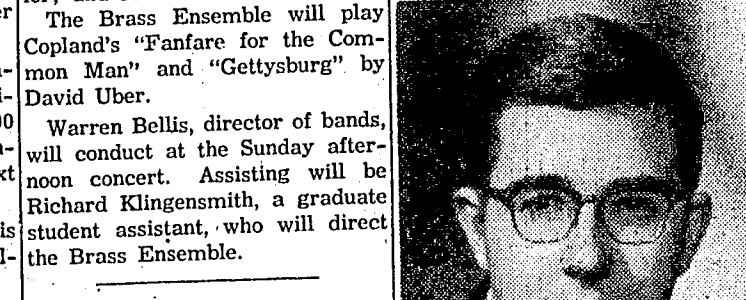 The Brass Ensemble will play
Copland's "Fanfare for the Com-
mon Man" and "Gettysburg" by
David Uber.
Warren Bellis, director of bands,
will conduct at the Sunday after-
noon concert. Assisting will be
Richard Klingensmith, a graduate
student assistant, who will direct
the Brass Ensemble.